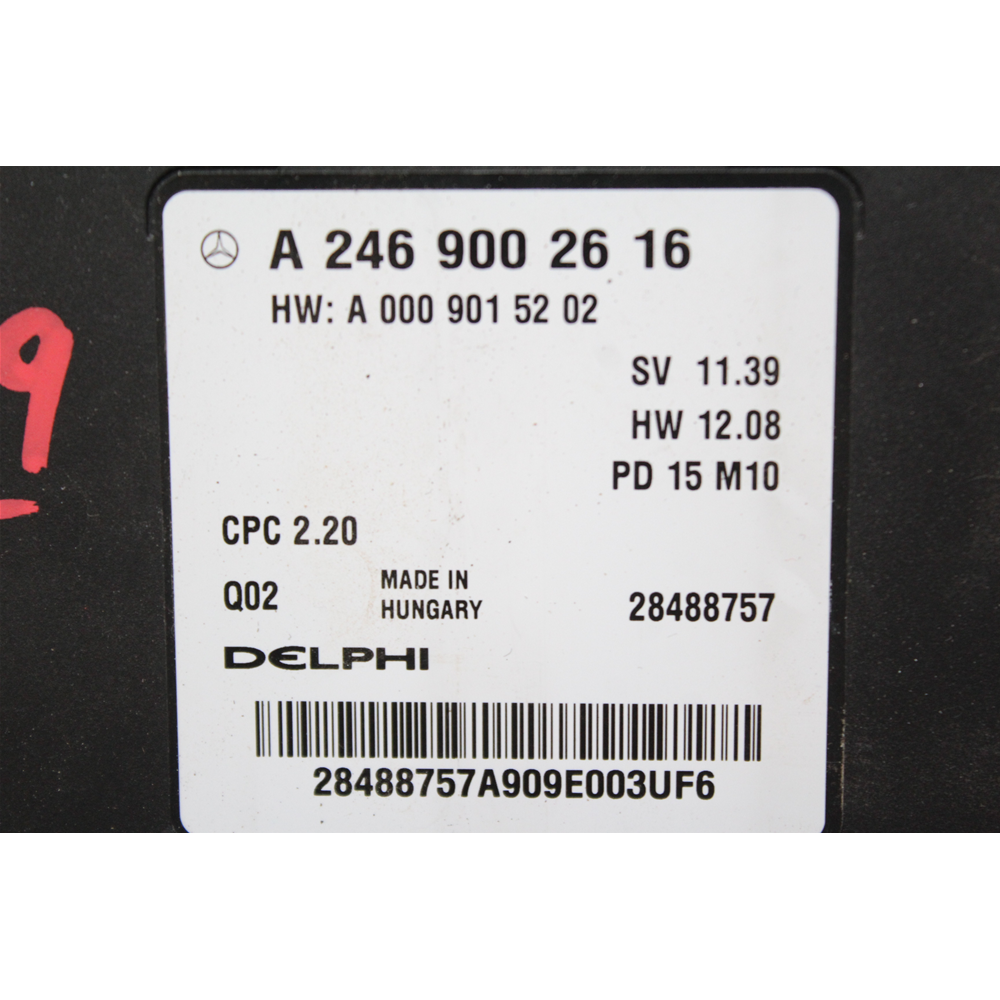 A 246 900 26 16
HW: A 000 901 52 02
SV 11.39
HW 12.08
PD 15 M10
CPC 2.20
Q02
MADE IN
HUNGARY
28488757
DELPHI
28488757A909E003UF6
9